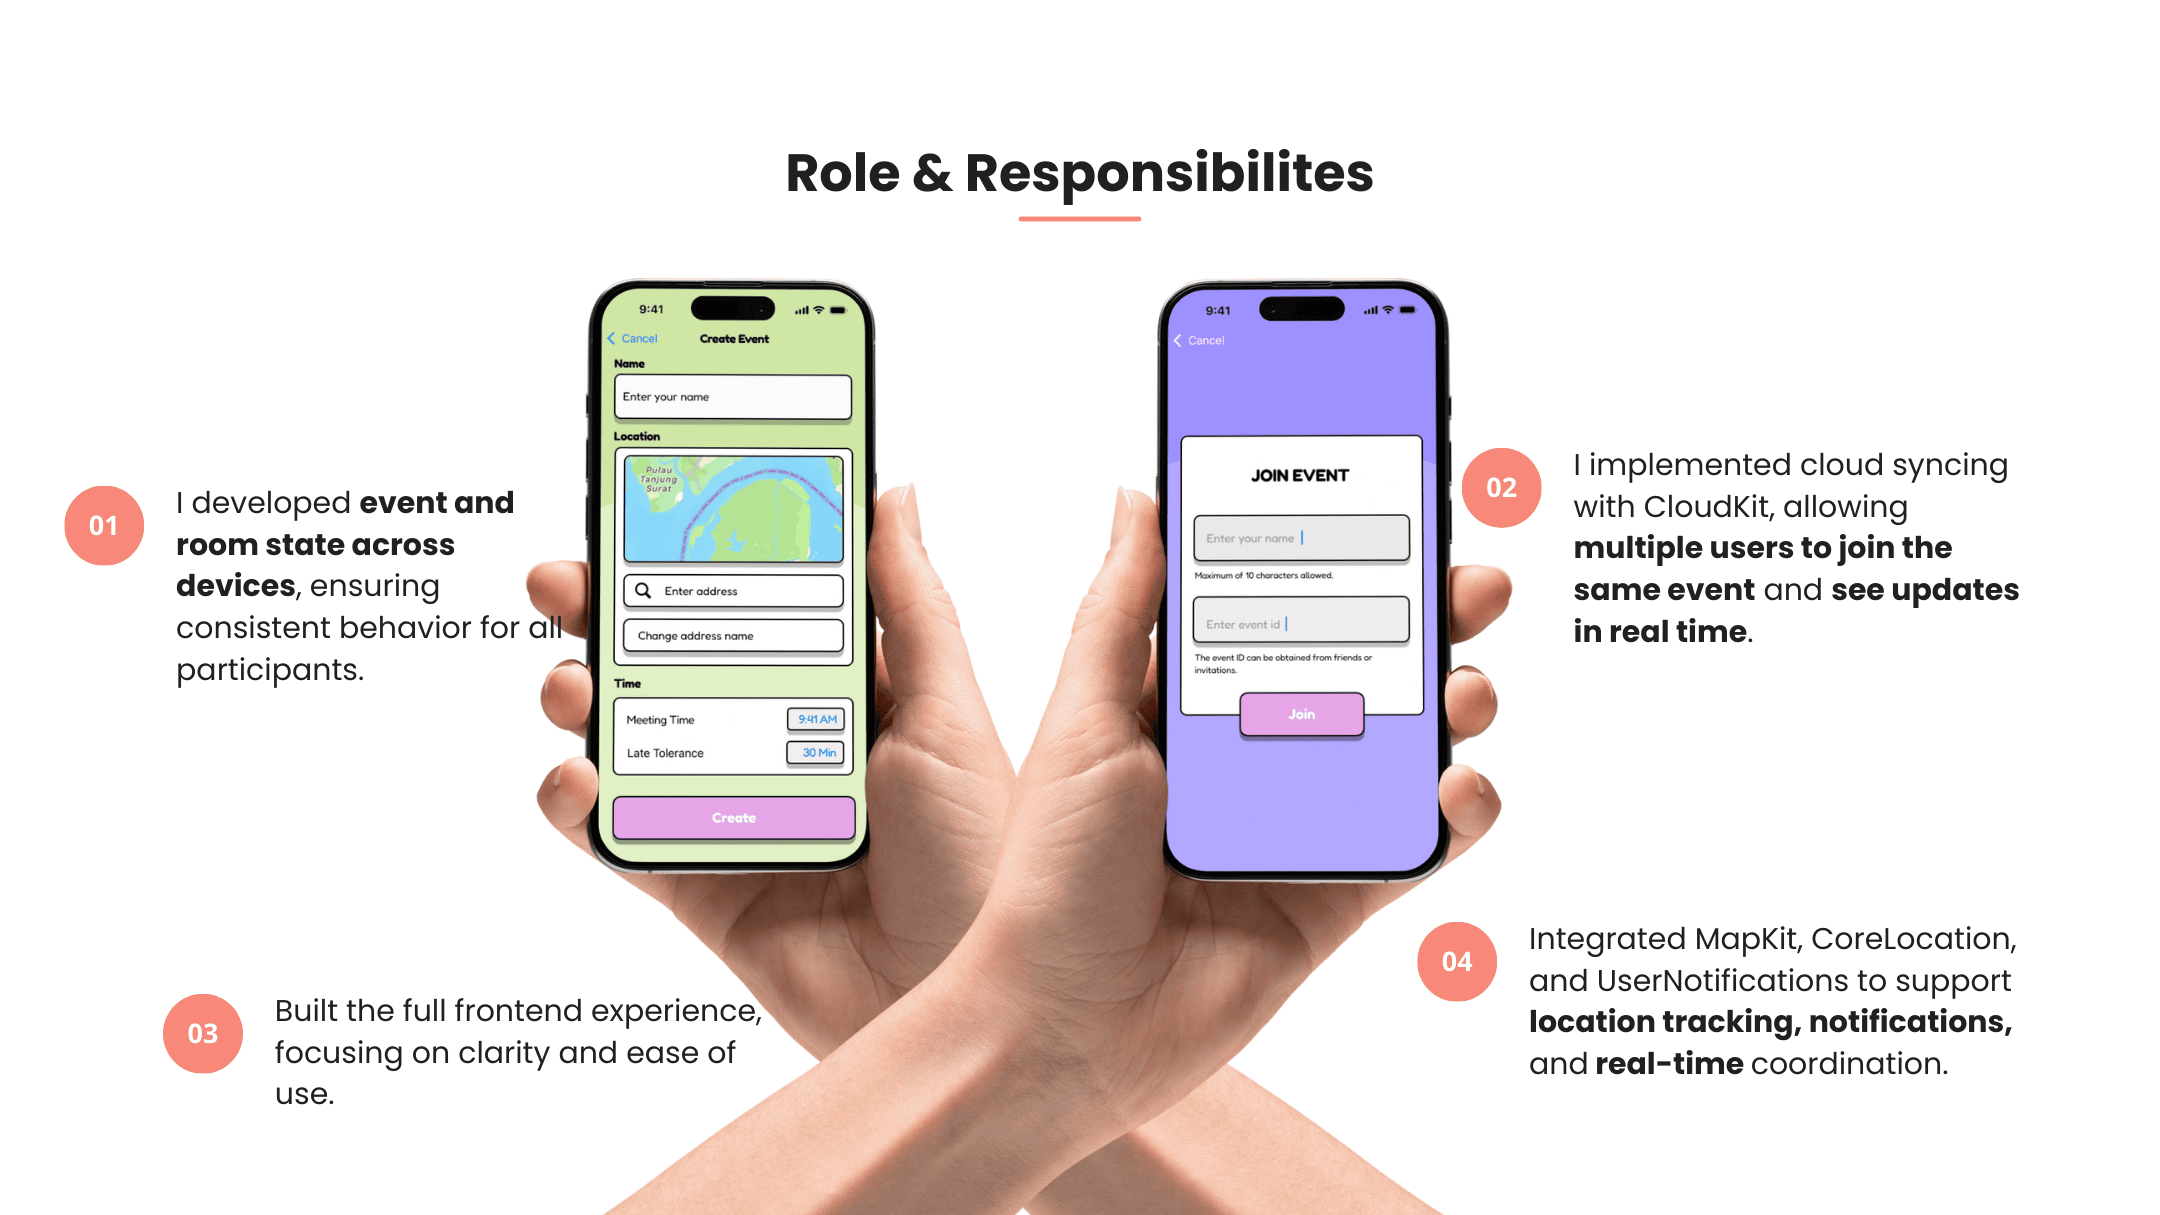 Role & Responsibilites
01
I developed event and
room state across
devices, ensuring
consistent behavior for all
participants.
9:41
Cancel
Create Event
Name
Enter your name
Location
Pulau
Tanjung
Surat
Enter address
Change address name
Time
Meeting Time
9:41 AM
Late Tolerance
30 Min
Create
9:41
Cancel
JOIN EVENT
Enter your name
Maximum of 10 characters allowed.
Enter event id
The event ID can be obtained from friends or
invitations.
Join
02
I implemented cloud syncing
with CloudKit, allowing
multiple users to join the
same event and see updates
in real time.
03
Built the full frontend experience,
focusing on clarity and ease of
use.
04
Integrated MapKit, CoreLocation,
and UserNotifications to support
location tracking, notifications,
and real-time coordination.